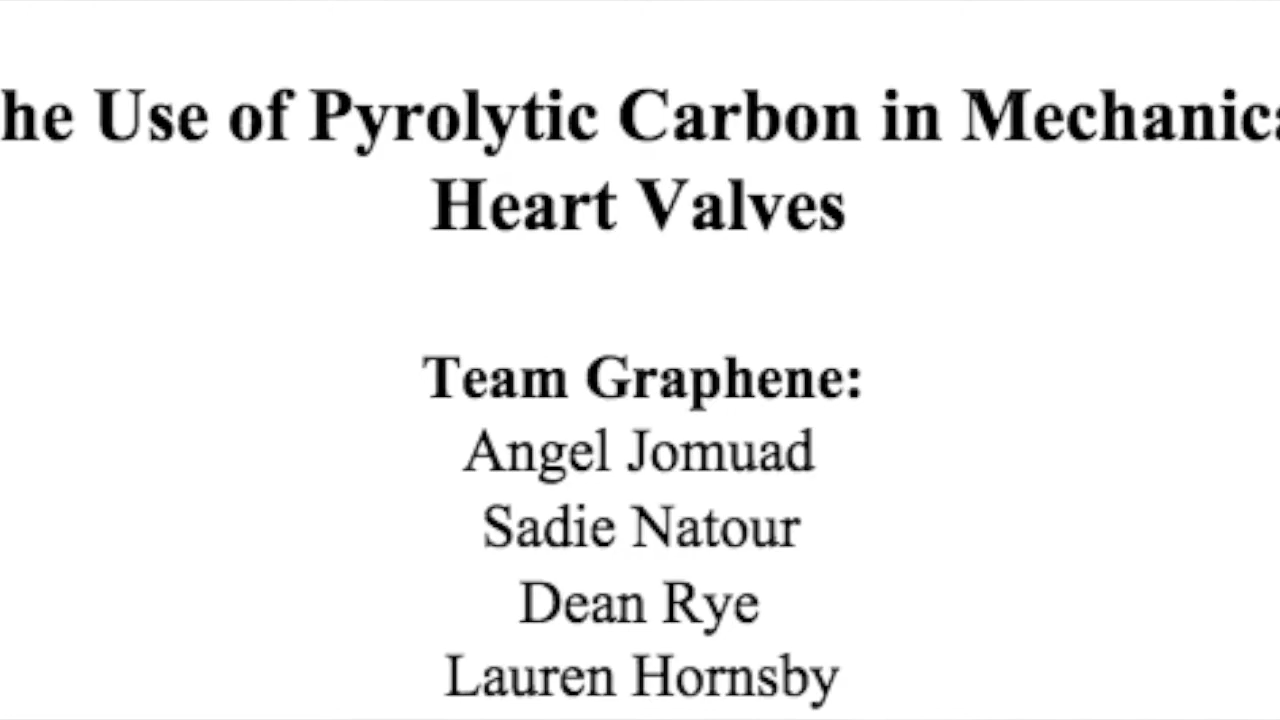 he Use of Pyrolytic Carbon in Mechanica
Heart Valves
Team Graphene:
Angel Jomuad
Sadie Natour
Dean Rye
Lauren Hornsby